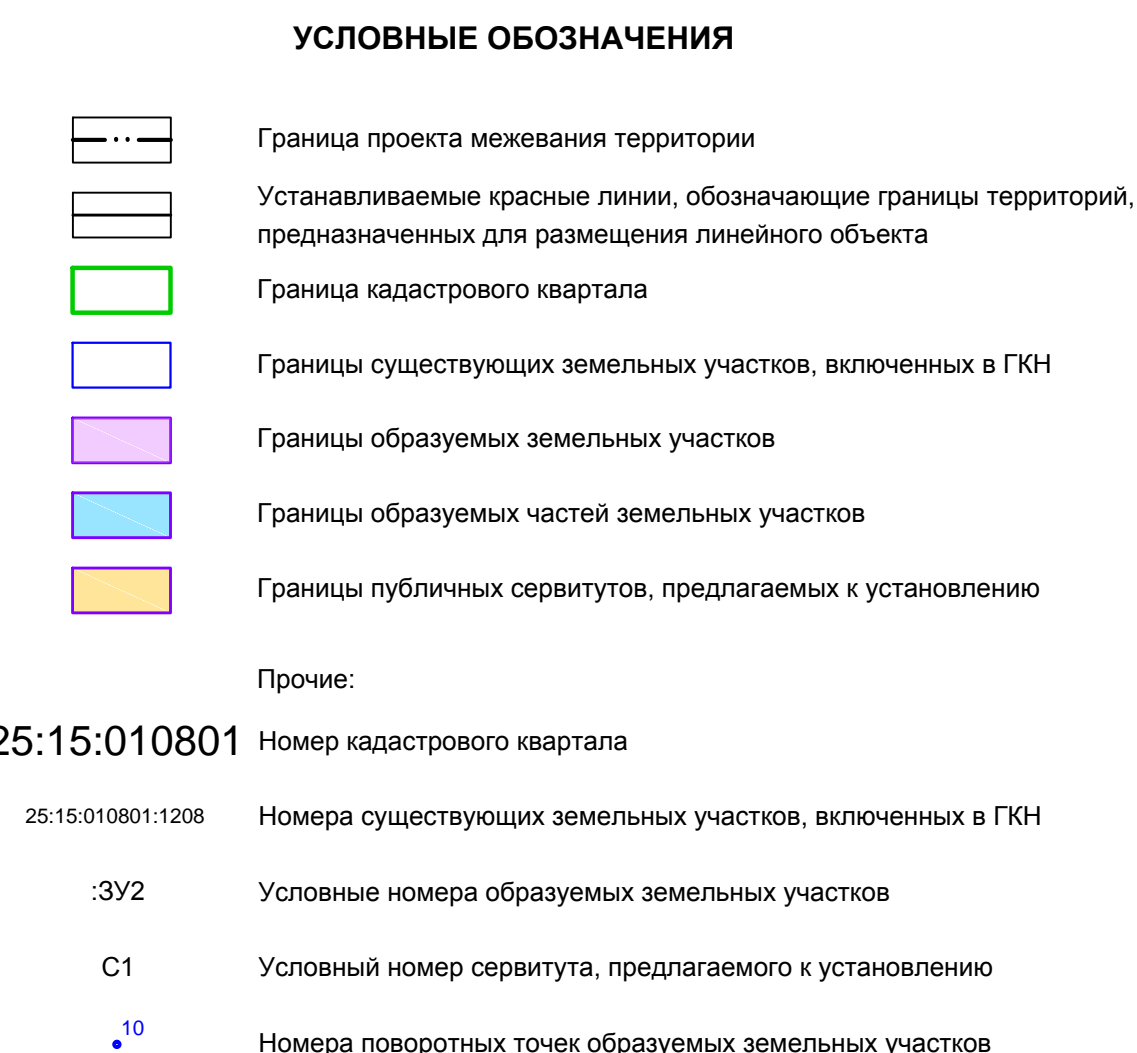 УСЛОВНЫЕ ОБОЗНАЧЕНИЯ
Граница проекта межевания территории
Устанавливаемые красные линии, обозначающие границы территорий,
предназначенных для размещения линейного объекта
Граница кадастрового квартала
Границы существующих земельных участков, включенных в ГКН
Границы образуемых земельных участков
Границы образуемых частей земельных участков
Границы публичных сервитутов, предлагаемых к установлению
Прочие:
25:15:010801 Номер кадастрового квартала
25:15:010801:1208 Номера существующих земельных участков, включенных в ГКН
:ЗУ2 Условные номера образуемых земельных участков
С1 Условный номер сервитута, предлагаемого к установлению
10 Номера поворотных точек образуемых земельных участков